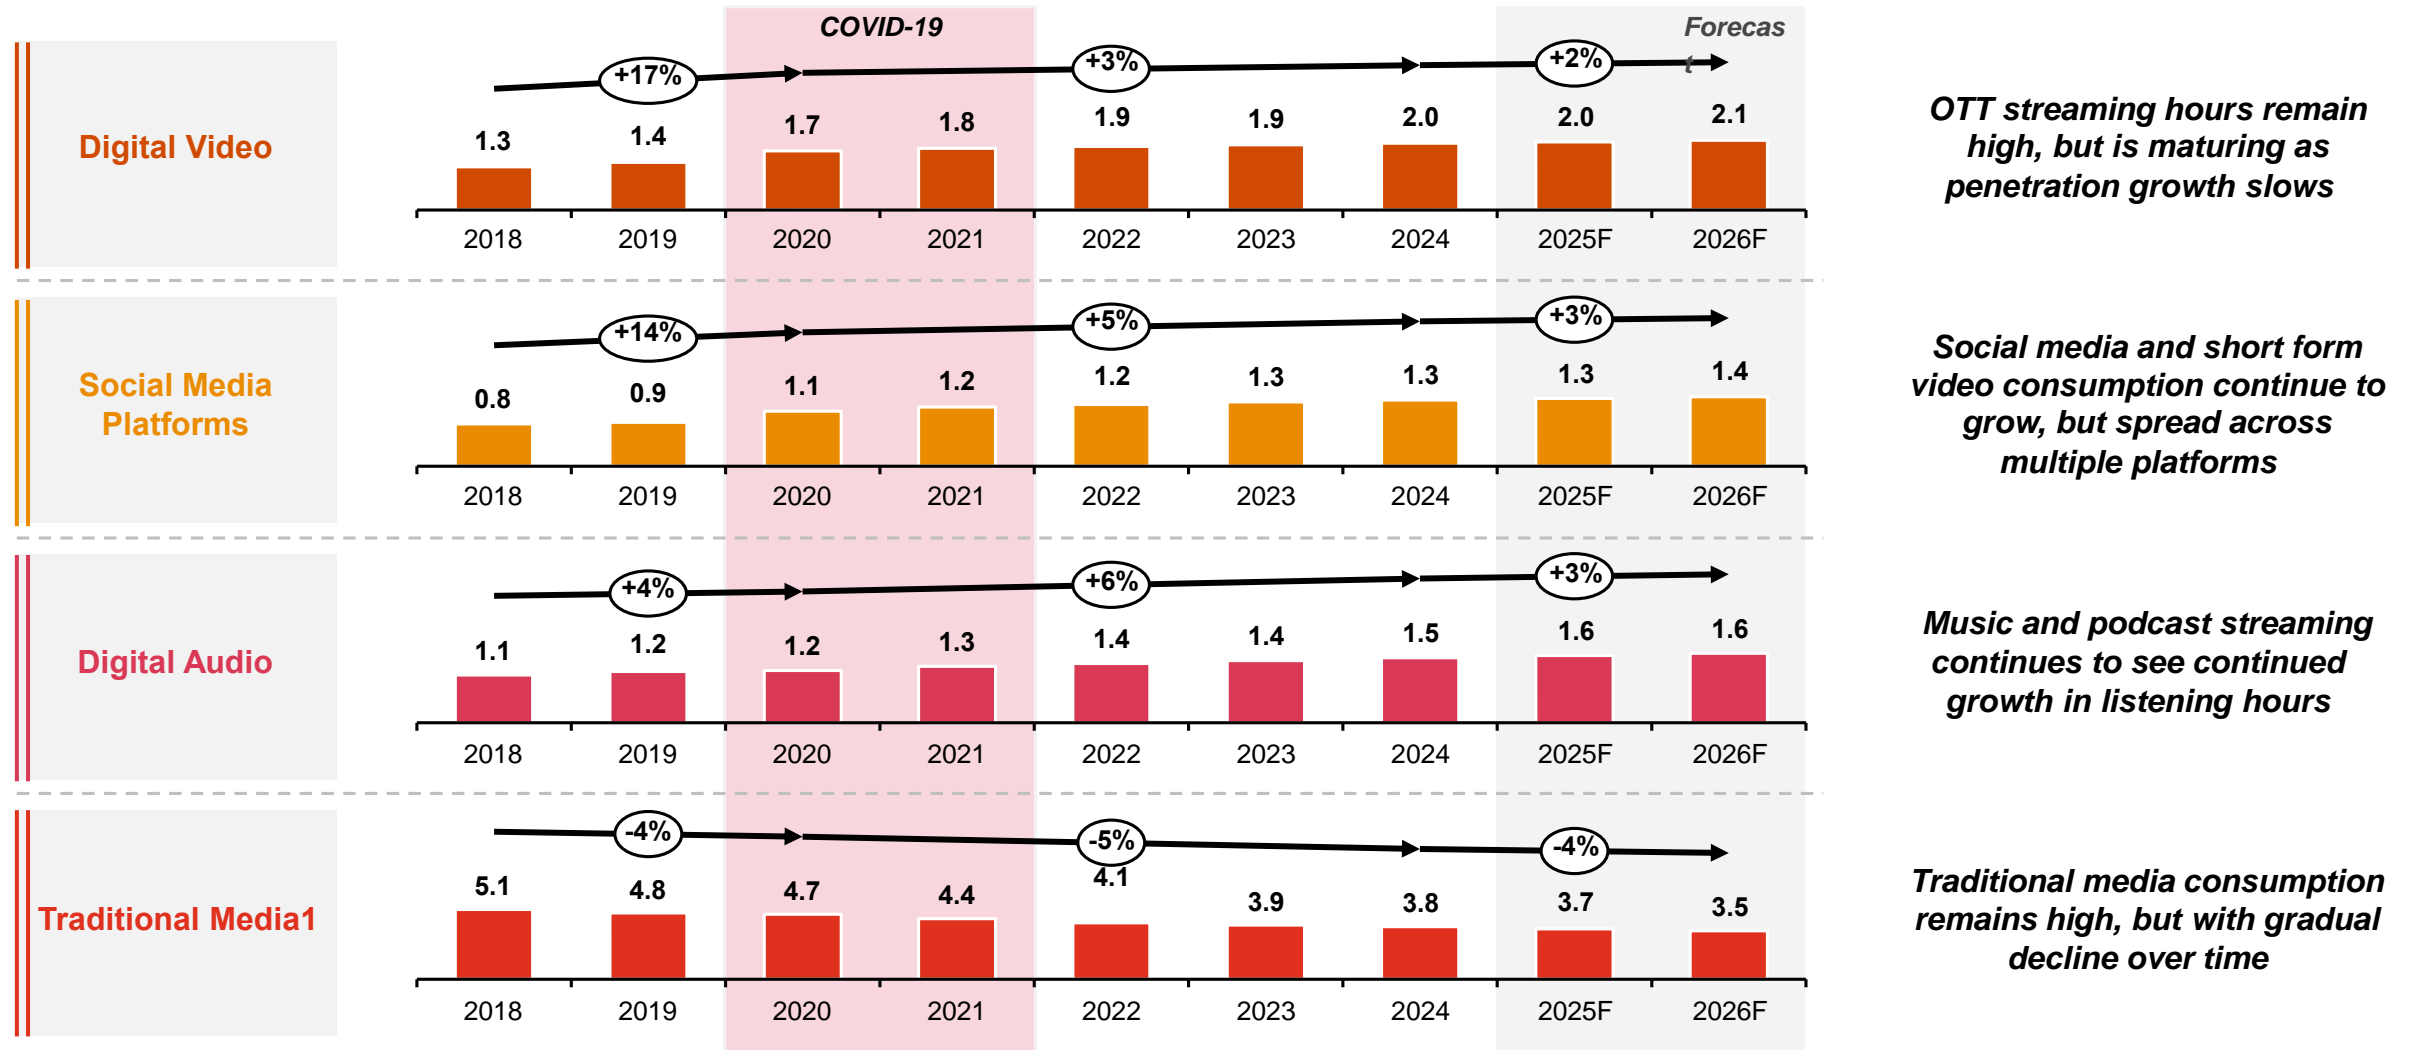 COVID-19
Forecas
t
Digital Video
+17%
+3%
+2%
1.3
1.4
1.7
1.8
1.9
1.9
2.0
2.0
2.1
2018
2019
2020
2021
2022
2023
2024
2025F
2026F
OTT streaming hours remain
high, but is maturing as
penetration growth slows
Social Media
Platforms
+14%
+5%
+3%
0.8
0.9
1.1
1.2
1.2
1.3
1.3
1.3
1.4
2018
2019
2020
2021
2022
2023
2024
2025F
2026F
Social media and short form
video consumption continue to
grow, but spread across
multiple platforms
Digital Audio
+4%
+6%
+3%
1.1
1.2
1.2
1.3
1.4
1.4
1.5
1.6
1.6
2018
2019
2020
2021
2022
2023
2024
2025F
2026F
Music and podcast streaming
continues to see continued
growth in listening hours
Traditional Media1
-4%
-5%
-4%
5.1
4.8
4.7
4.4
4.1
3.9
3.8
3.7
3.5
2018
2019
2020
2021
2022
2023
2024
2025F
2026F
Traditional media consumption
remains high, but with gradual
decline over time